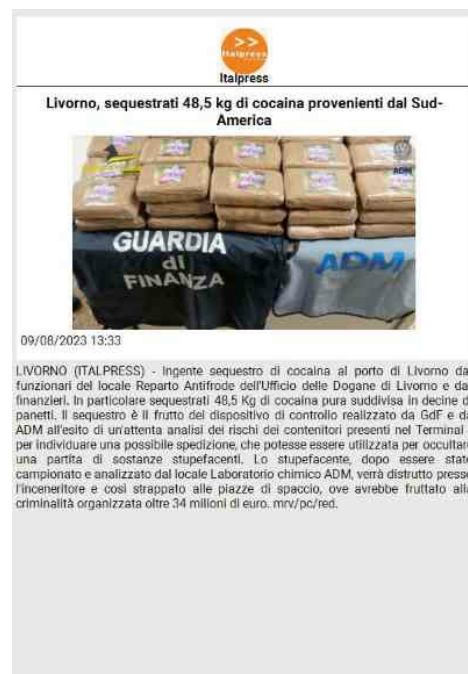 >>
Italpress
Italpress
Livorno, sequestrati 48,5 kg di cocaina provenienti dal Sud-
America
ADM
GUARDIA
di
FINANZA
ADM
09/08/2023 13:33
LIVORNO (ITALPRESS) - Ingente sequestro di cocaina al porto di Livorno da
funzionari del locale Reparto Antifrode dell'Ufficio delle Dogane di Livorno e da
finanzieri. In particolare sequestrati 48,5 Kg di cocaina pura suddivisa in decine d
panetti. Il sequestro è il frutto del dispositivo di controllo realizzato da GdF e da
ADM all'esito di un'attenta analisi dei rischi dei contenitori presenti nel Terminal
per individuare una possibile spedizione, che potesse essere utilizzata per occultare
una partita di sostanze stupefacenti. Lo stupefacente, dopo essere stato
campionato e analizzato dal locale Laboratorio chimico ADM, verrà distrutto presso
l'inceneritore e così strappato alle piazze di spaccio, ove avrebbe fruttato alla
criminalità organizzata oltre 34 milioni di euro. mrv/pc/red.